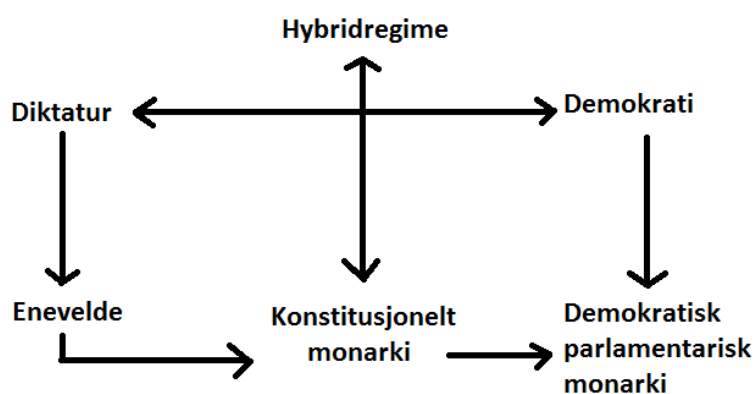 Hybridregime
Diktatur
Demokrati
Enevelde
Konstitusjonelt
monarki
Demokratisk
parlamentarisk
monarki